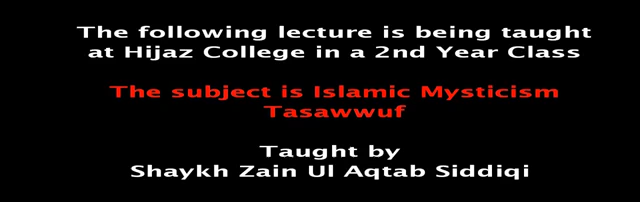 The following lecture is being taught
at Hijaz College in a 2nd Year Class
The subject is Islamic Mysticism
Tasawwuf
Taught by
Shaykh Zain Ul Aqtab Siddiqi